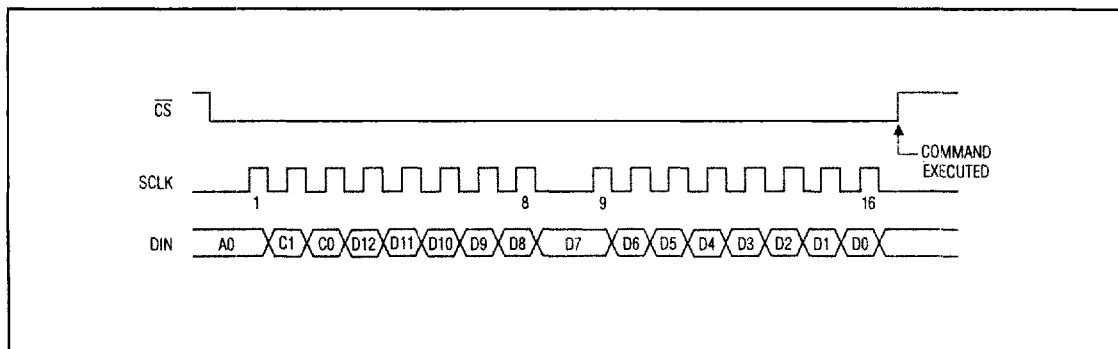 CS
COMMAND
EXECUTED
SCLK
1 8 9 16
DIN A0 C1 C0 D12 D11 D10 D9 D8 D7 D6 D5 D4 D3 D2 D1 D0